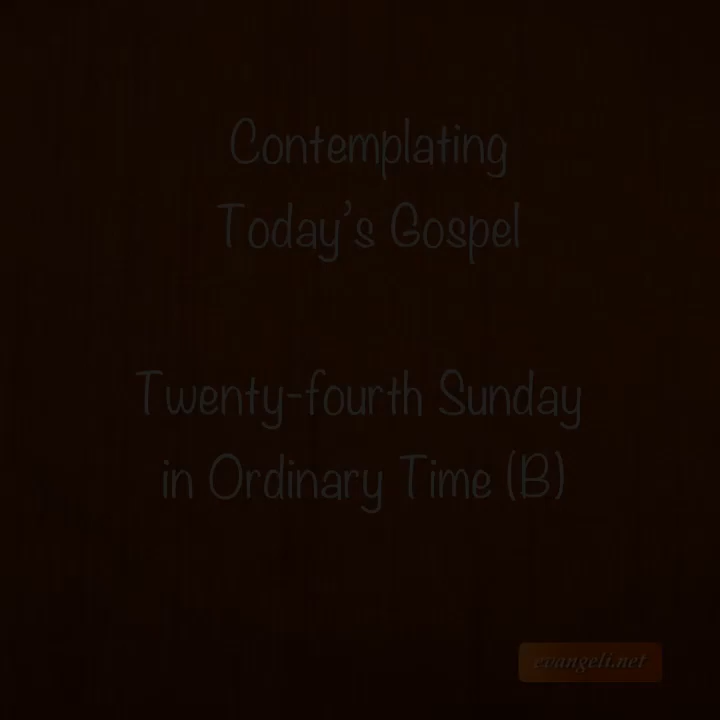 Contemplating
Today's Gospel
Twenty-fourth Sunday
in Ordinary Time (B)
evangeli.net